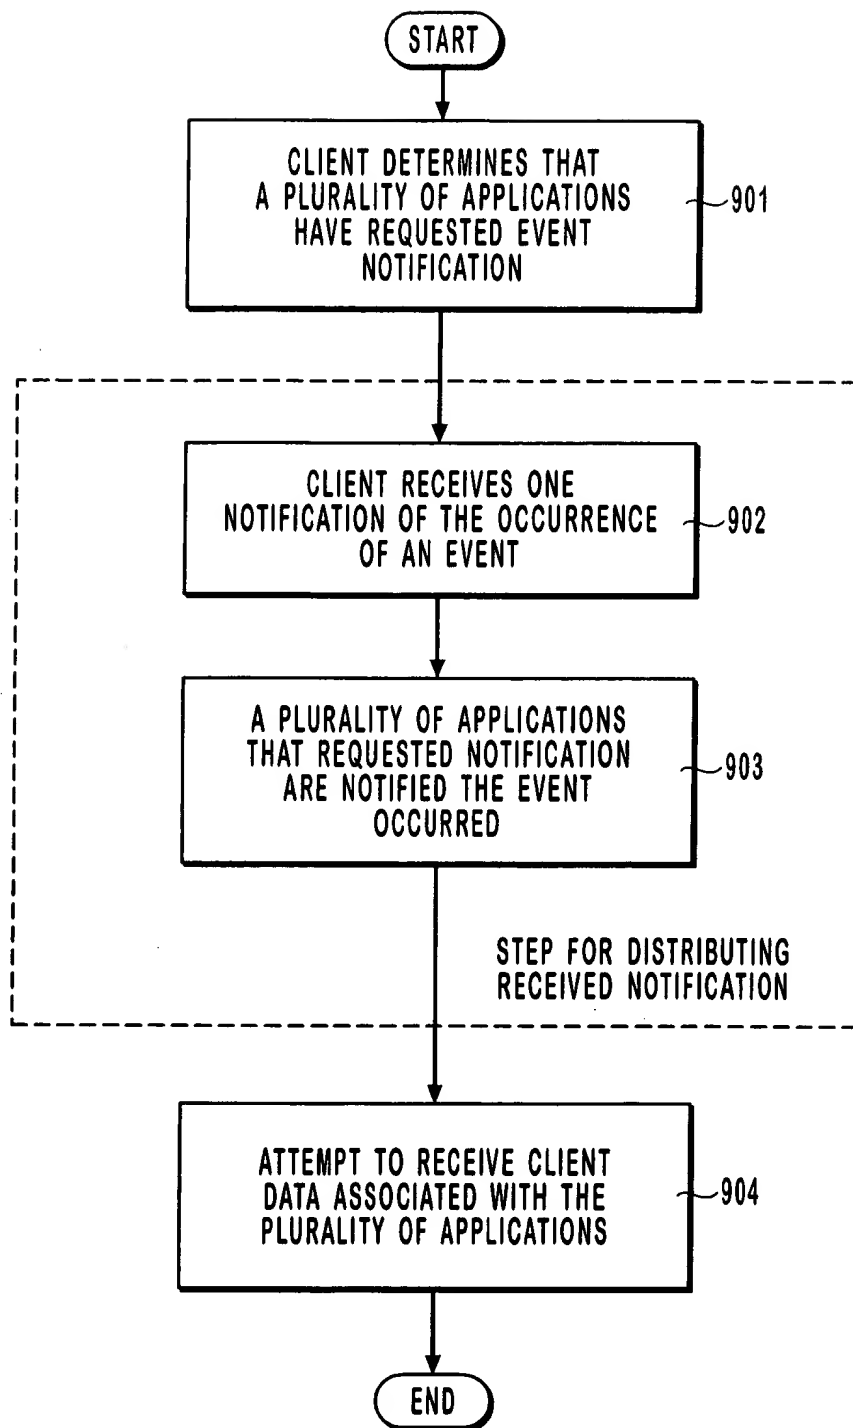 START
CLIENT DETERMINES THAT
A PLURALITY OF APPLICATIONS
HAVE REQUESTED EVENT
NOTIFICATION
901
CLIENT RECEIVES ONE
NOTIFICATION OF THE OCCURRENCE
OF AN EVENT
902
A PLURALITY OF APPLICATIONS
THAT REQUESTED NOTIFICATION
ARE NOTIFIED THE EVENT
OCCURRED
903
STEP FOR DISTRIBUTING
RECEIVED NOTIFICATION
ATTEMPT TO RECEIVE CLIENT
DATA ASSOCIATED WITH THE
PLURALITY OF APPLICATIONS
904
END